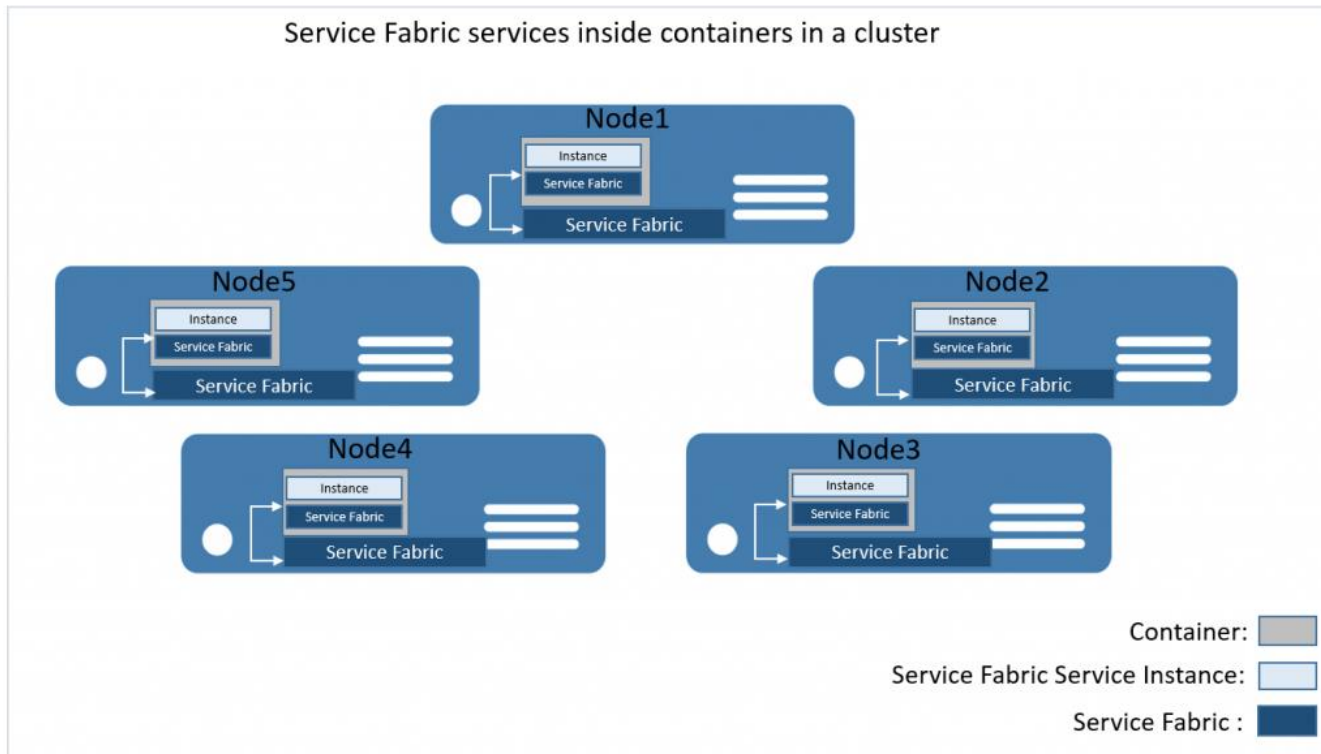 Service Fabric services inside containers in a cluster
Node1
Instance
Service Fabric
Service Fabric
Node5
Instance
Service Fabric
Service Fabric
Node2
Instance
Service Fabric
Service Fabric
Node4
Instance
Service Fabric
Service Fabric
Node3
Instance
Service Fabric
Service Fabric
Container:
Service Fabric Service Instance:
Service Fabric :